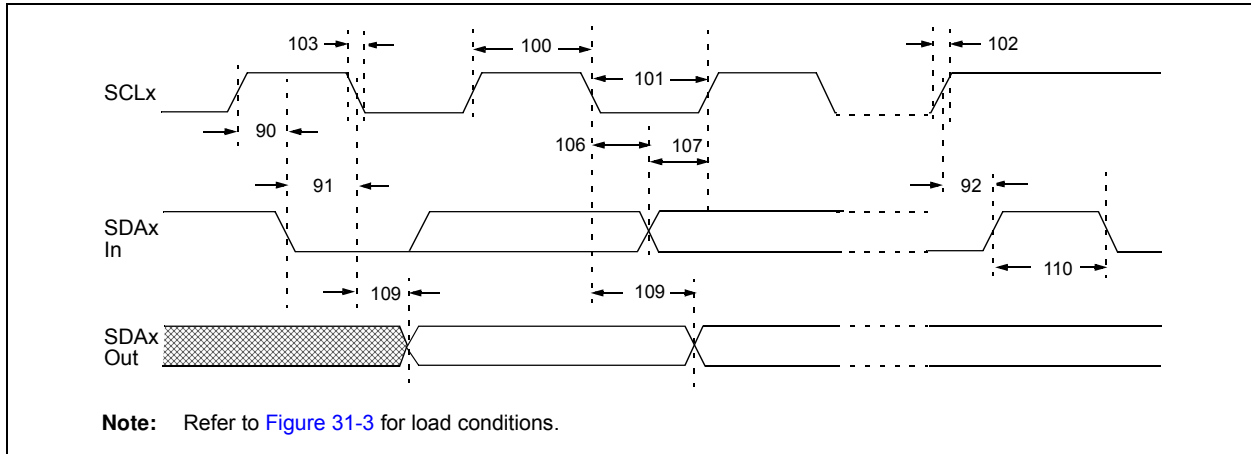 103
100
102
101
SCLx
90
106
107
91
92
SDAx
In
110
109
109
SDAx
Out
Note: Refer to Figure 31-3 for load conditions.